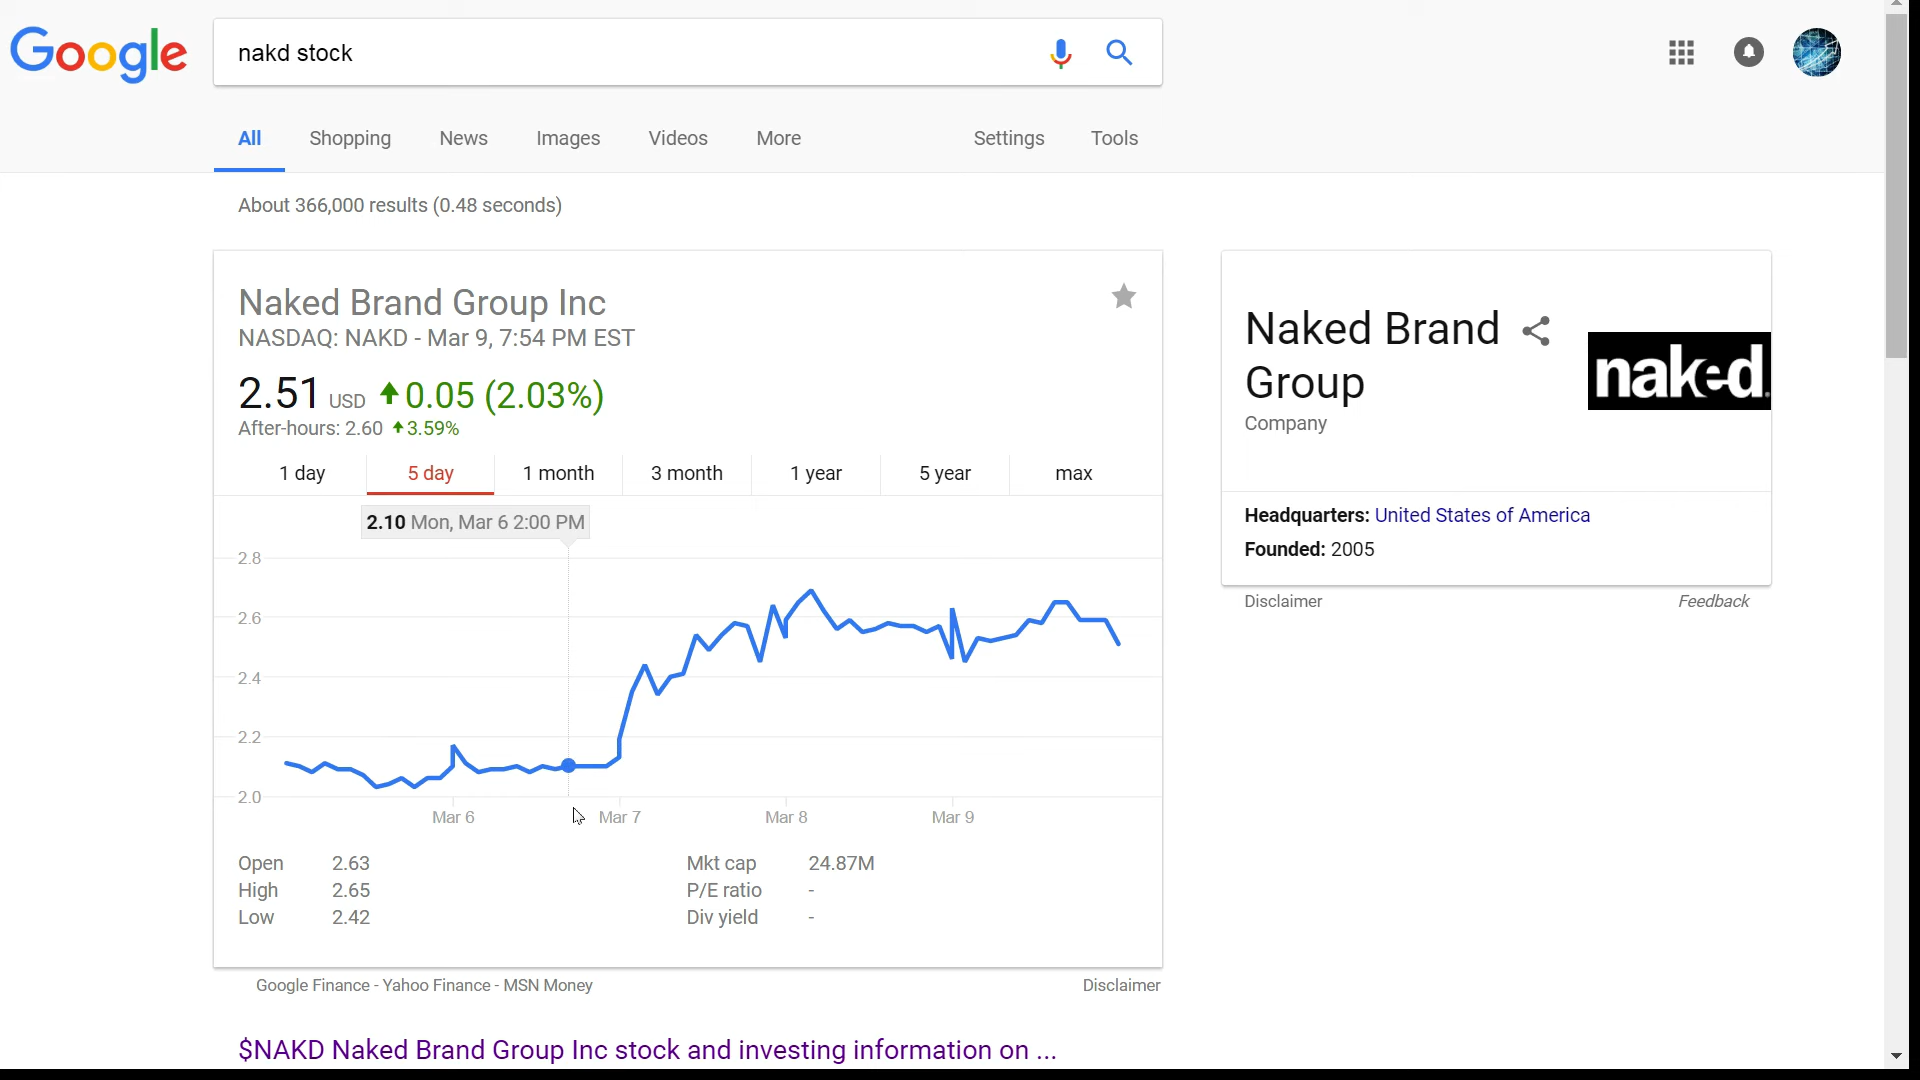 Google
nakd stock
All Shopping News Images Videos More Settings Tools
About 366,000 results (0.48 seconds)
Naked Brand Group Inc
NASDAQ: NAKD - Mar 9, 7:54 PM EST
2.51 USD 0.05 (2.03%)
After-hours: 2.60 3.59%
1 day 5 day 1 month 3 month 1 year 5 year max
2.10 Mon, Mar 6 2:00 PM
2.8
2.6
2.4
2.2
2.0
Mar 6 Mar 7 Mar 8 Mar 9
Open 2.63 Mkt cap 24.87M
High 2.65 P/E ratio -
Low 2.42 Div yield -
Google Finance - Yahoo Finance - MSN Money Disclaimer
$NAKD Naked Brand Group Inc stock and investing information on ...
Naked Brand
Group
Company
naked.
Headquarters: United States of America
Founded: 2005
Disclaimer Feedback